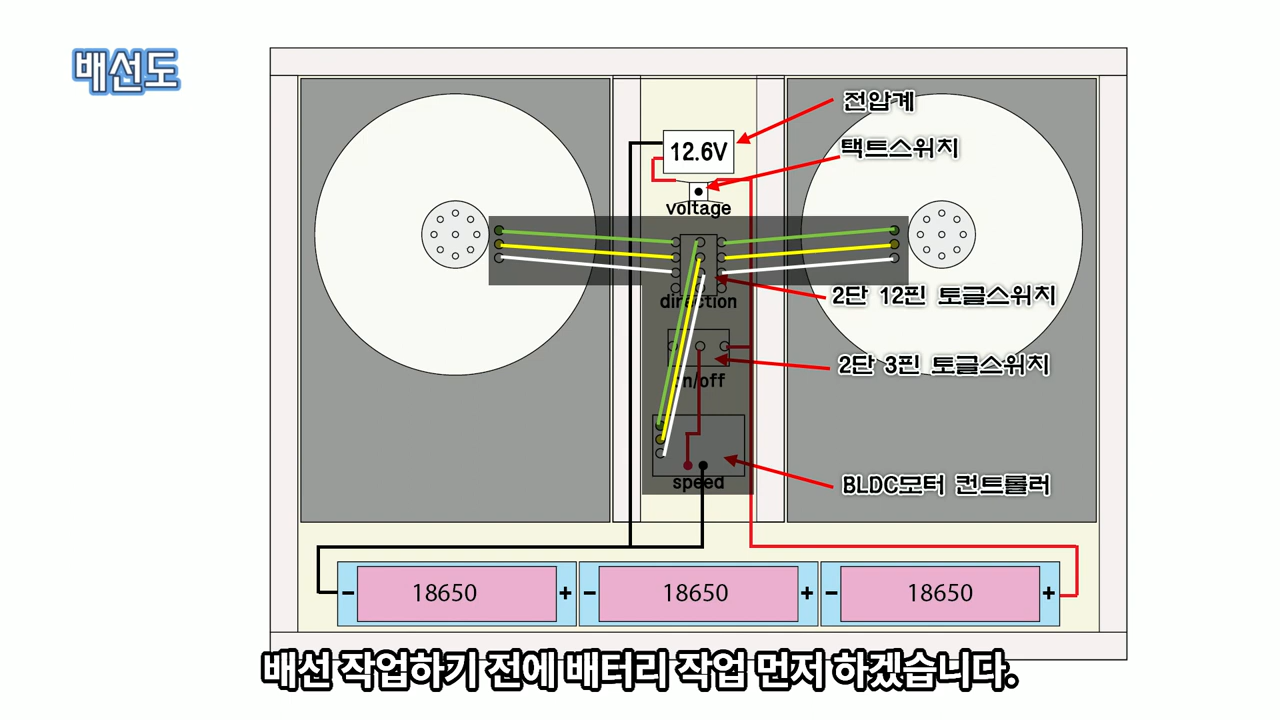 배선도
전압계
12.6V
택트스위치
voltage
2단 12핀 토글스위치
direction
2단 3핀 토글스위치
on/off
BLDC모터 컨트롤러
speed
- 18650 + - 18650 + - 18650 +
배선 작업하기 전에 배터리 작업 먼저 하겠습니다.